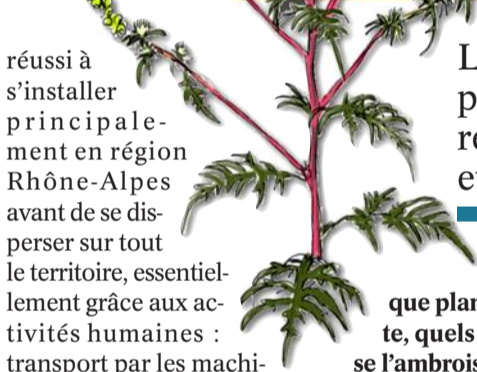 réussi à
s'installer
principale-
ment en région
Rhône-Alpes
avant de se dis-
perser sur tout
le territoire, essentiel-
lement grâce aux ac-
tivités humaines :
transport par les machi-
que plan
te, quels
se l'ambrois